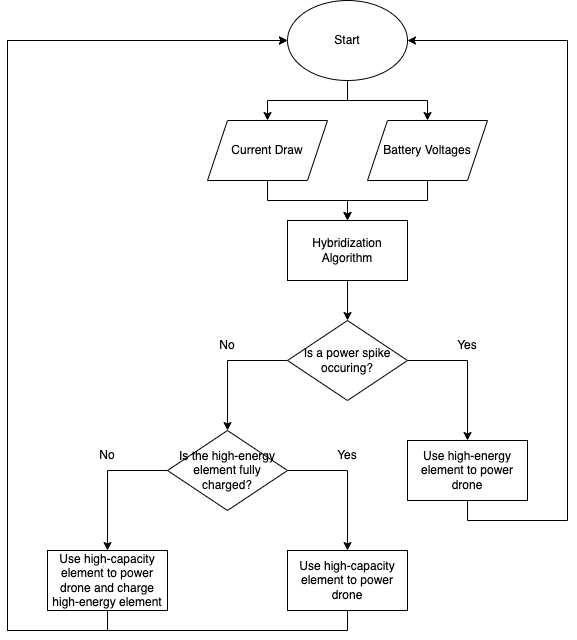 Start
Current Draw
Battery Voltages
Hybridization
Algorithm
Is a power spike
occuring?
No
Yes
Is the high-energy
element fully
charged?
No
Yes
Use high-energy
element to power
drone
Use high-capacity
element to power
drone and charge
high-energy element
Use high-capacity
element to power
drone